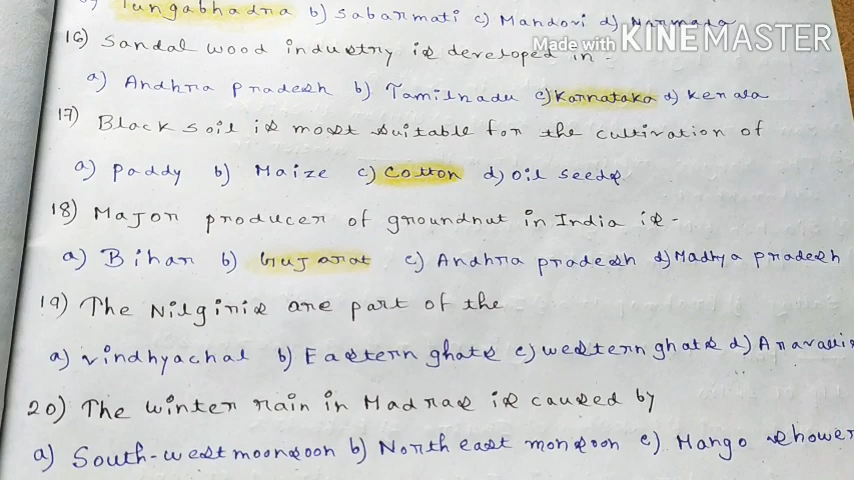 Tungabhadra b) Sabarmati c) Mandovi d) Narmada
Made with KINEMASTER
16) Sandal wood industry is developed in -
a) Andhra pradesh b) Tamilnadu c) Karnataka d) Kerala
17) Black soil is most suitable for the cultivation of
a) paddy b) Maize c) Cotton d) oil seeds
18) Major producer of groundnut in India is -
a) Bihar b) Gujarat c) Andhra pradesh d) Madhya pradesh
19) The Nilgiris are part of the
a) vindhyachal b) Eastern ghats c) western ghats d) Aravallis
20) The winter rain in Madras is caused by
a) South-west moonsoon b) North east monsoon c) Mango shower